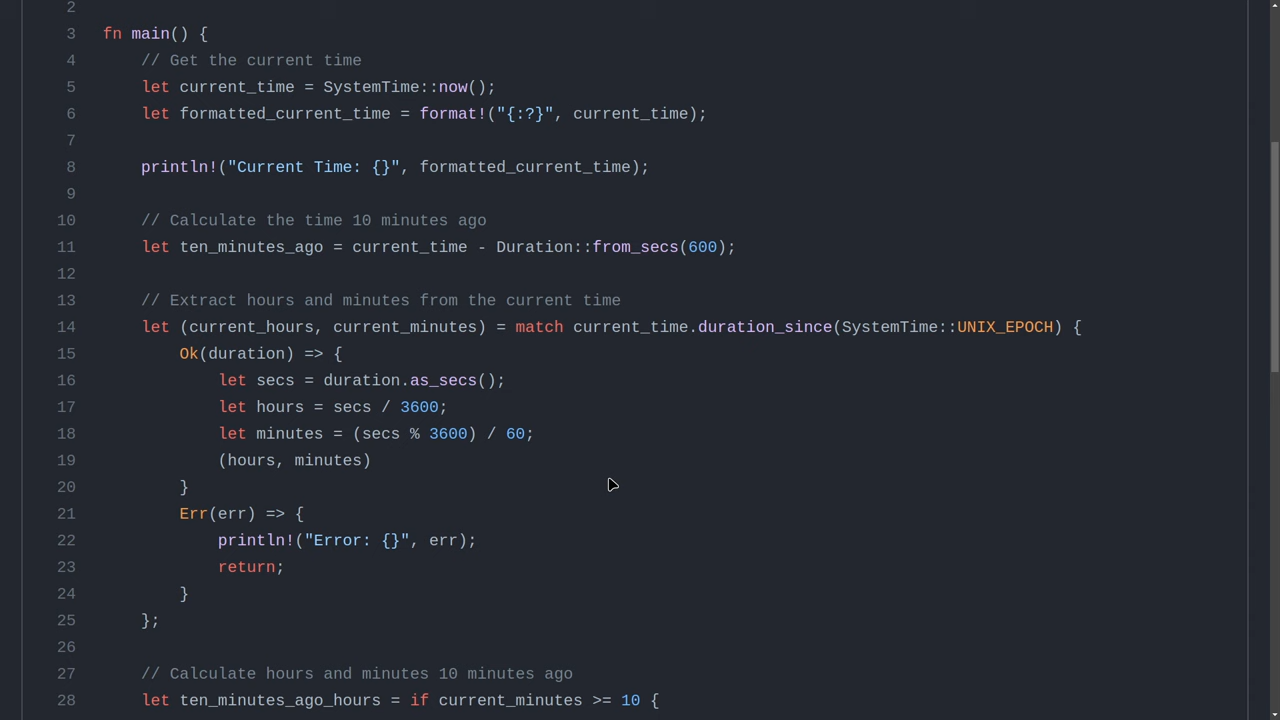 2
3 fn main() {
4     // Get the current time
5     let current_time = SystemTime::now();
6     let formatted_current_time = format!("{:?}", current_time);
7
8     println!("Current Time: {}", formatted_current_time);
9
10     // Calculate the time 10 minutes ago
11     let ten_minutes_ago = current_time - Duration::from_secs(600);
12
13     // Extract hours and minutes from the current time
14     let (current_hours, current_minutes) = match current_time.duration_since(SystemTime::UNIX_EPOCH) {
15         Ok(duration) => {
16             let secs = duration.as_secs();
17             let hours = secs / 3600;
18             let minutes = (secs % 3600) / 60;
19             (hours, minutes)
20         }
21         Err(err) => {
22             println!("Error: {}", err);
23             return;
24         }
25     };
26
27     // Calculate hours and minutes 10 minutes ago
28     let ten_minutes_ago_hours = if current_minutes >= 10 {